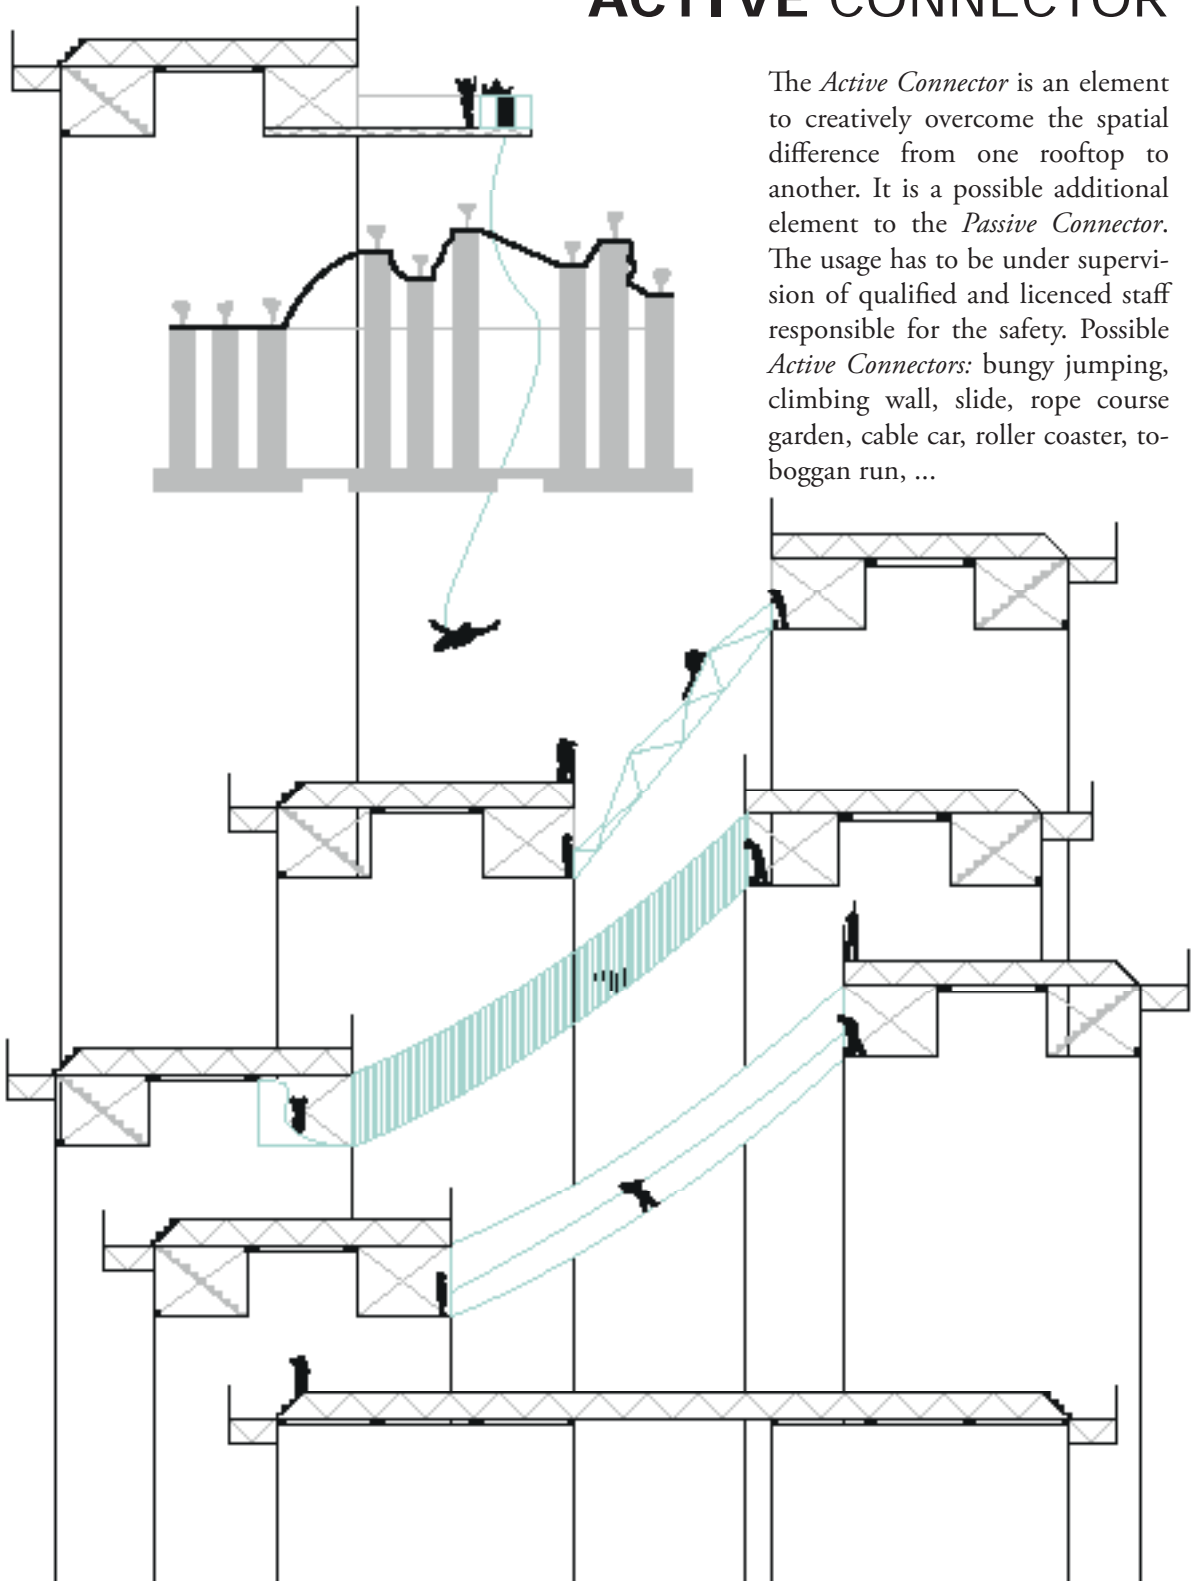 ACTIVE CONNECTOR
The Active Connector is an element
to creatively overcome the spatial
difference from one rooftop to
another. It is a possible additional
element to the Passive Connector.
The usage has to be under supervi-
sion of qualified and licenced staff
responsible for the safety. Possible
Active Connectors: bungy jumping,
climbing wall, slide, rope course
garden, cable car, roller coaster, to-
boggan run, ...